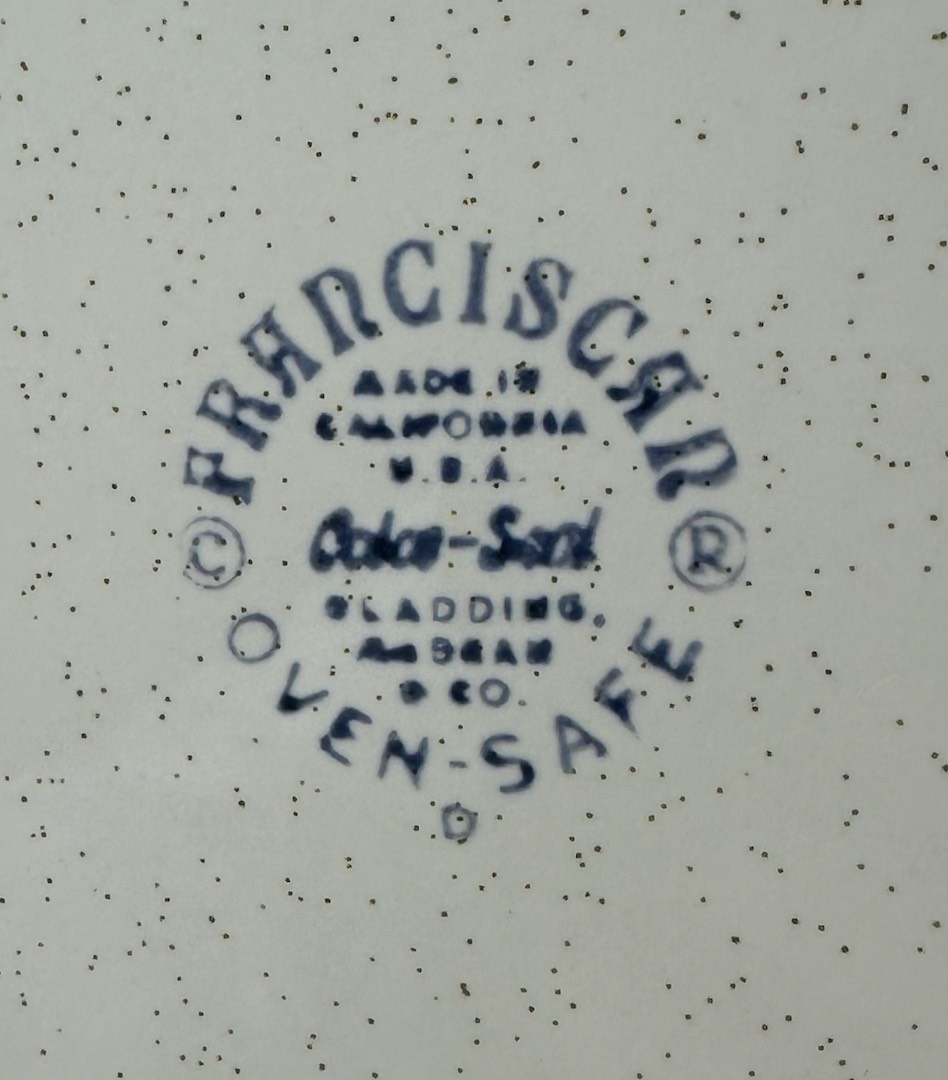 FRANCISCAN
MADE IN
CALIFORNIA
U.S.A.
© Color-Seal ®
GLADDING,
McBEAN
& CO.
OVEN-SAFE
D